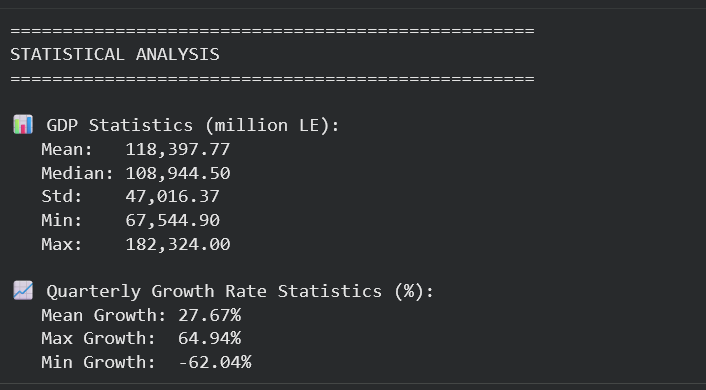 ==================================================
STATISTICAL ANALYSIS
==================================================
📊 GDP Statistics (million LE):
Mean:   118,397.77
Median: 108,944.50
Std:    47,016.37
Min:    67,544.90
Max:    182,324.00
📈 Quarterly Growth Rate Statistics (%):
Mean Growth: 27.67%
Max Growth:  64.94%
Min Growth:  -62.04%